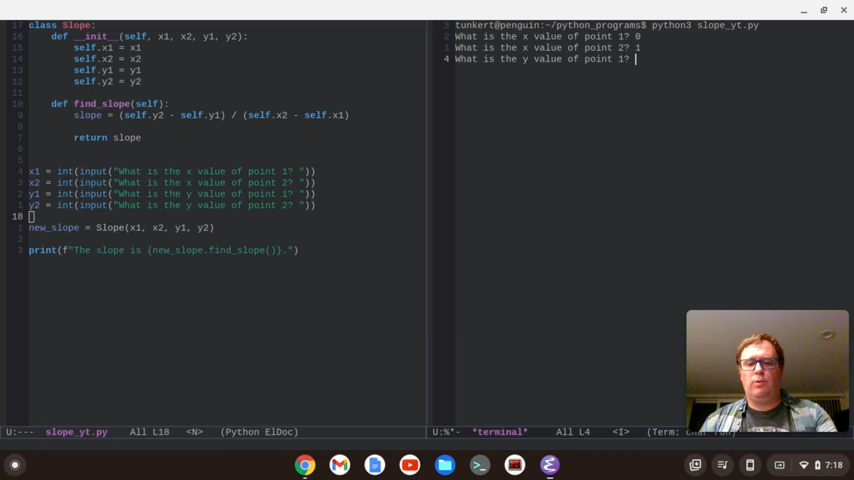 17 class Slope:
16 def __init__(self, x1, x2, y1, y2):
15 self.x1 = x1
14 self.x2 = x2
13 self.y1 = y1
12 self.y2 = y2
11
10 def find_slope(self):
9 slope = (self.y2 - self.y1) / (self.x2 - self.x1)
8
7 return slope
6
5
4 x1 = int(input("What is the x value of point 1? "))
3 x2 = int(input("What is the x value of point 2? "))
2 y1 = int(input("What is the y value of point 1? "))
1 y2 = int(input("What is the y value of point 2? "))
18
1 new_slope = Slope(x1, x2, y1, y2)
2
3 print(f"The slope is {new_slope.find_slope()}.")
U:--- slope_yt.py All L18 <N> (Python ElDoc)
3 tunkert@penguin:~/python_programs$ python3 slope_yt.py
2 What is the x value of point 1? 0
1 What is the x value of point 2? 1
4 What is the y value of point 1?
U:%*- *terminal* All L4 <I> (Term: char run)
7:18